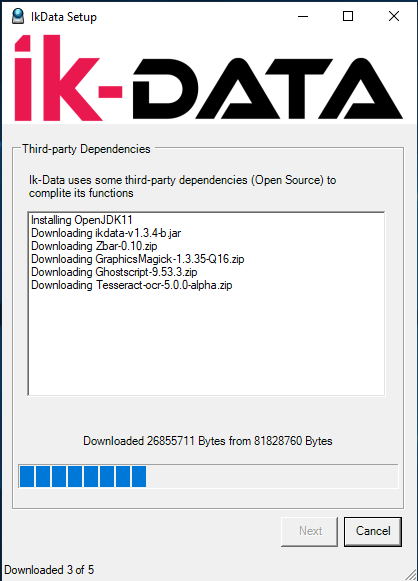 IkData Setup
ik-DATA
Third-party Dependencies
Ik-Data uses some third-party dependencies (Open Source) to
complite its functions
Installing OpenJDK11
Downloading ikdata-v1.3.4-b.jar
Downloading Zbar-0.10.zip
Downloading GraphicsMagick-1.3.35-Q16.zip
Downloading Ghostscript-9.53.3.zip
Downloading Tesseract-ocr-5.0.0-alpha.zip
Downloaded 26855711 Bytes from 81828760 Bytes
Next
Cancel
Downloaded 3 of 5